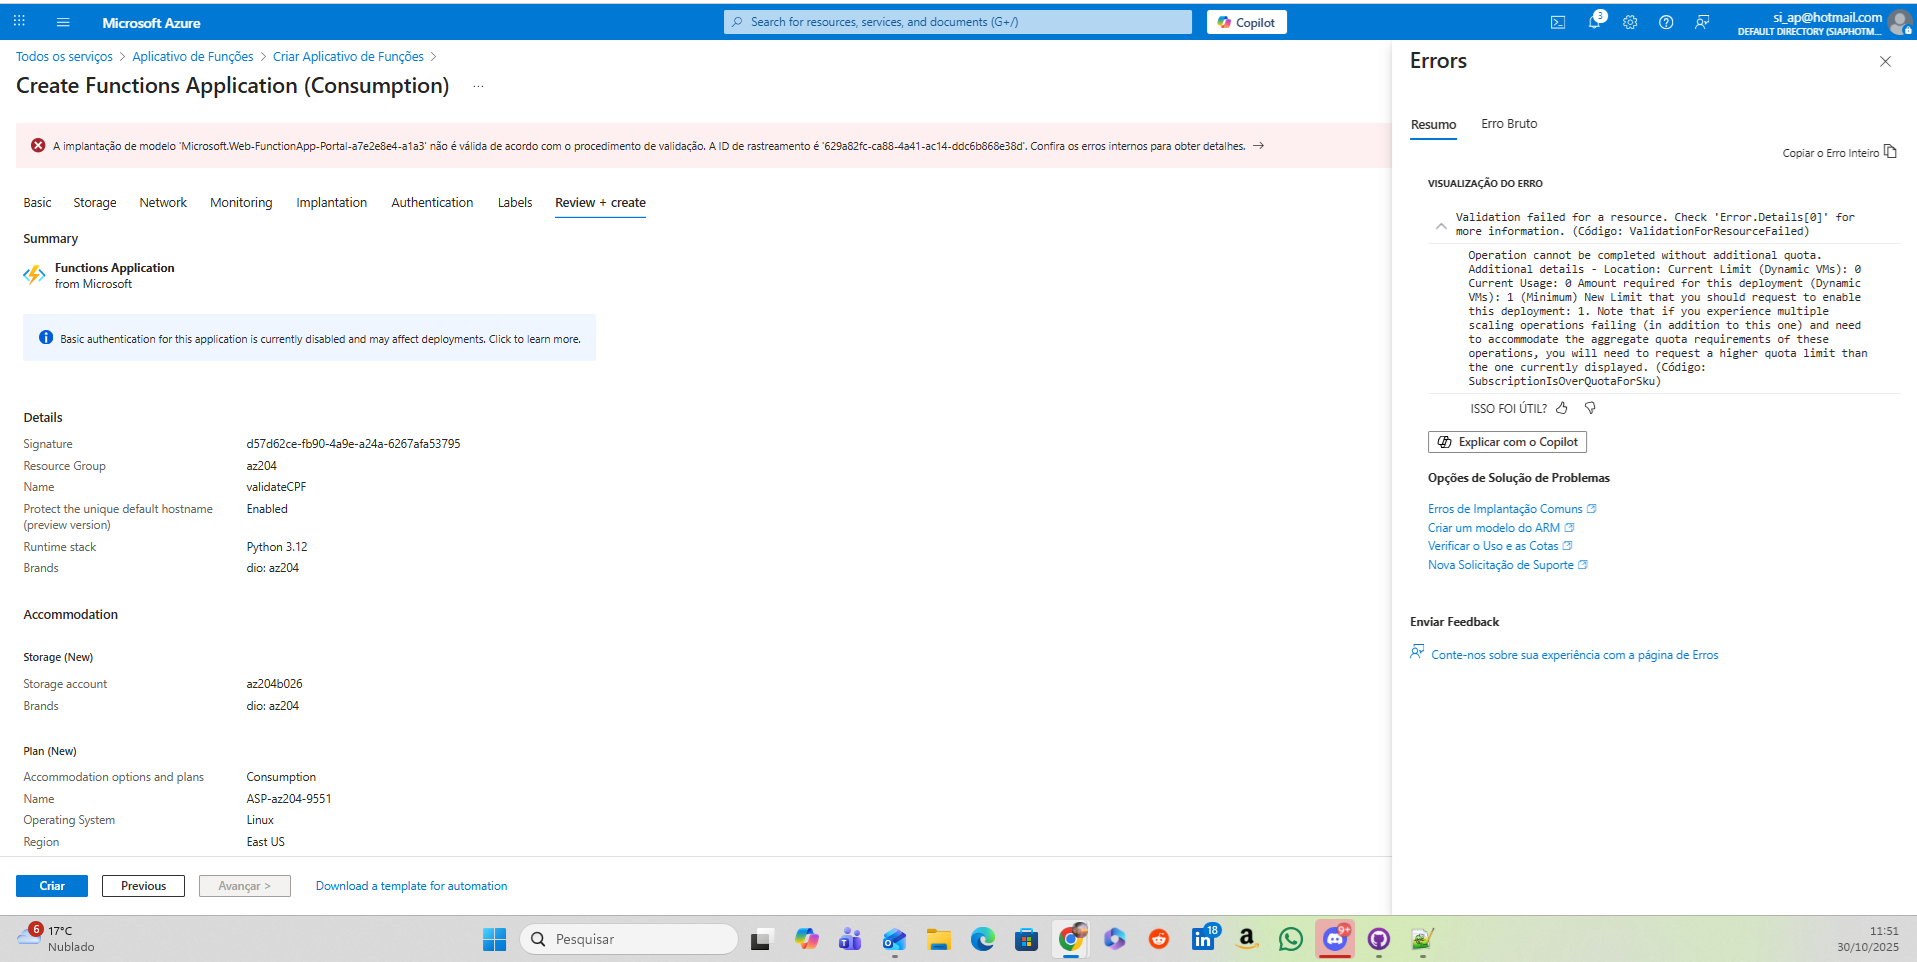 Microsoft Azure
Search for resources, services, and documents (G+/)
Copilot
3
si_ap@hotmail.com
DEFAULT DIRECTORY (SIAPHOTM...
Todos os serviços > Aplicativo de Funções > Criar Aplicativo de Funções >
Create Functions Application (Consumption) ...
A implantação de modelo 'Microsoft.Web-FunctionApp-Portal-a7e2e8e4-a1a3' não é válida de acordo com o procedimento de validação. A ID de rastreamento é '629a82fc-ca88-4a41-ac14-ddc6b868e38d'. Confira os erros internos para obter detalhes. →
Basic Storage Network Monitoring Implantation Authentication Labels Review + create
Summary
Functions Application
from Microsoft
Basic authentication for this application is currently disabled and may affect deployments. Click to learn more.
Details
Signature d57d62ce-fb90-4a9e-a24a-6267afa53795
Resource Group az204
Name validateCPF
Protect the unique default hostname Enabled
(preview version)
Runtime stack Python 3.12
Brands dio: az204
Accommodation
Storage (New)
Storage account az204b026
Brands dio: az204
Plan (New)
Accommodation options and plans Consumption
Name ASP-az204-9551
Operating System Linux
Region East US
Criar Previous Avançar > Download a template for automation
Errors
Resumo Erro Bruto
Copiar o Erro Inteiro
VISUALIZAÇÃO DO ERRO
Validation failed for a resource. Check 'Error.Details[0]' for
more information. (Código: ValidationForResourceFailed)
Operation cannot be completed without additional quota.
Additional details - Location: Current Limit (Dynamic VMs): 0
Current Usage: 0 Amount required for this deployment (Dynamic
VMs): 1 (Minimum) New Limit that you should request to enable
this deployment: 1. Note that if you experience multiple
scaling operations failing (in addition to this one) and need
to accommodate the aggregate quota requirements of these
operations, you will need to request a higher quota limit than
the one currently displayed. (Código:
SubscriptionIsOverQuotaForSku)
ISSO FOI ÚTIL?
Explicar com o Copilot
Opções de Solução de Problemas
Erros de Implantação Comuns
Criar um modelo do ARM
Verificar o Uso e as Cotas
Nova Solicitação de Suporte
Enviar Feedback
Conte-nos sobre sua experiência com a página de Erros
6
17°C
Nublado
Pesquisar
18
9+
11:51
30/10/2025